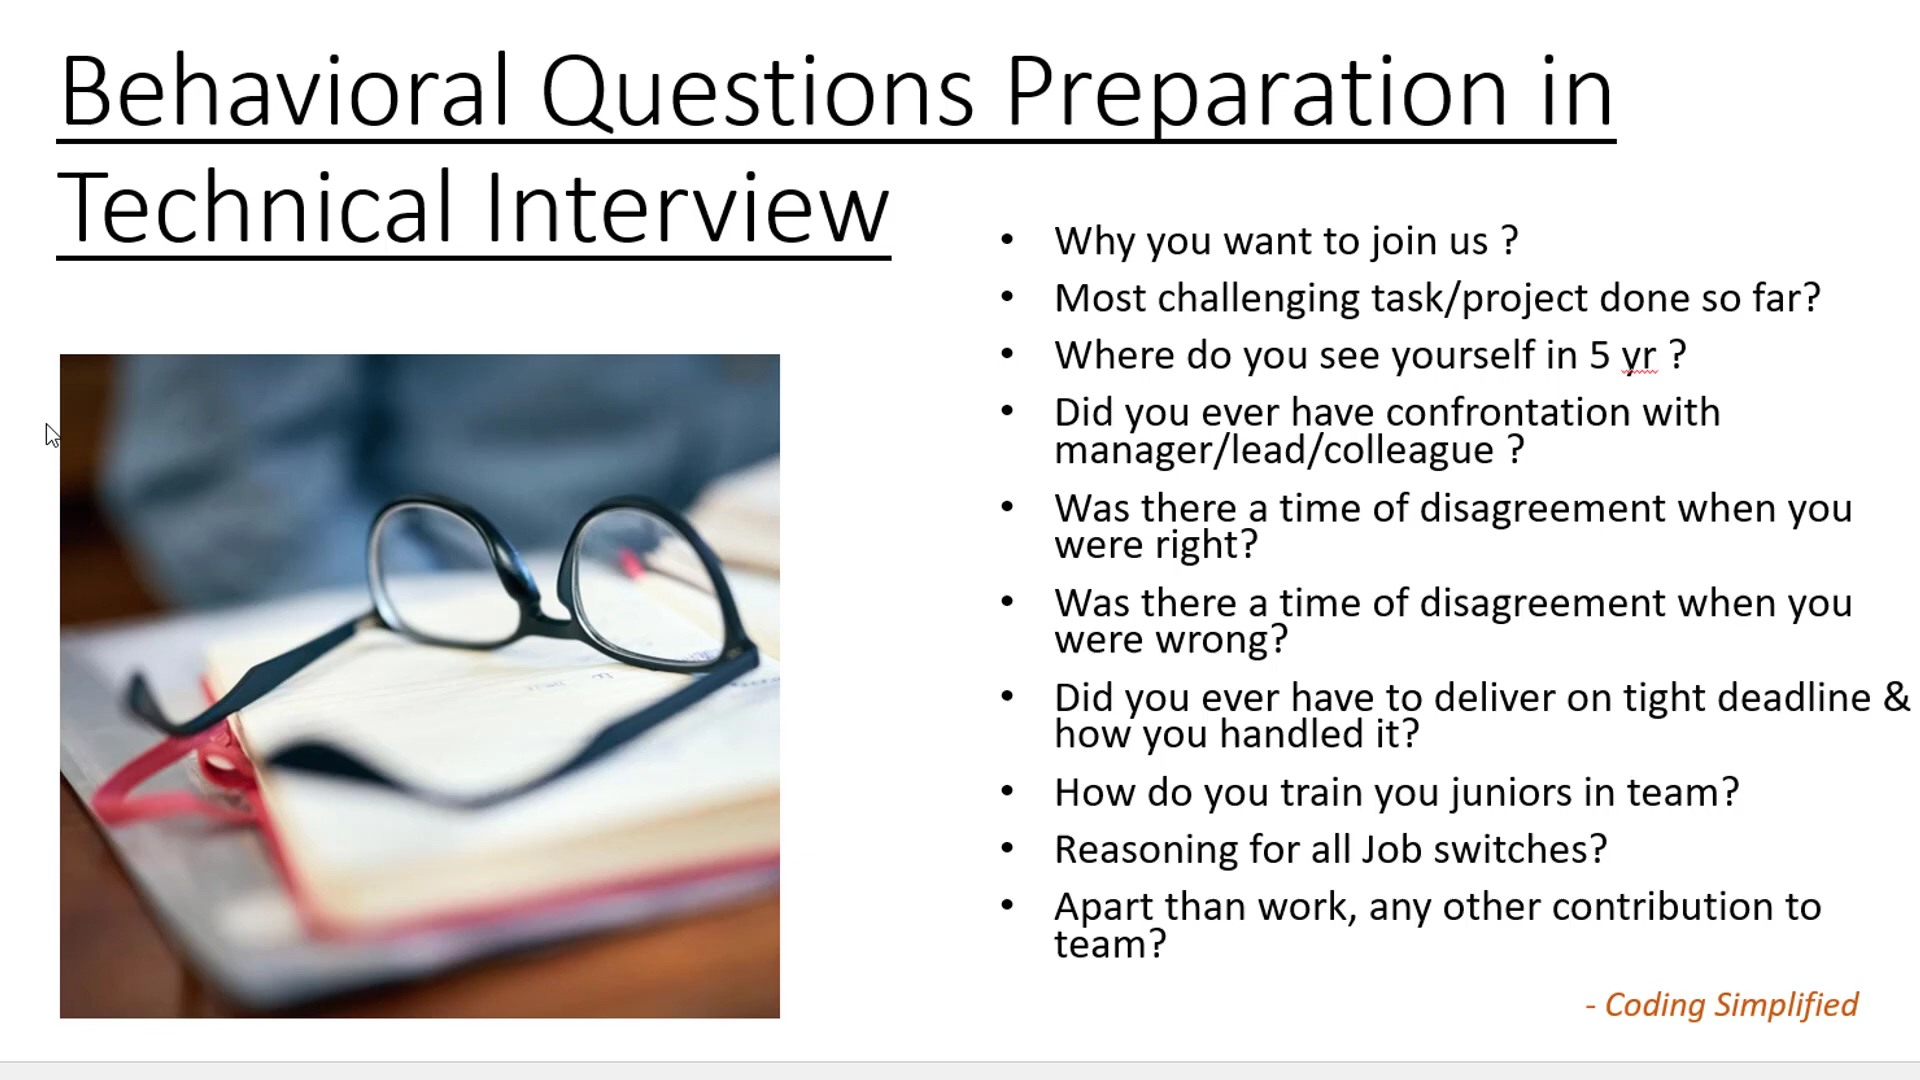 Behavioral Questions Preparation in
Technical Interview
• Why you want to join us ?
• Most challenging task/project done so far?
• Where do you see yourself in 5 yr ?
• Did you ever have confrontation with
manager/lead/colleague ?
• Was there a time of disagreement when you
were right?
• Was there a time of disagreement when you
were wrong?
• Did you ever have to deliver on tight deadline &
how you handled it?
• How do you train you juniors in team?
• Reasoning for all Job switches?
• Apart than work, any other contribution to
team?
- Coding Simplified